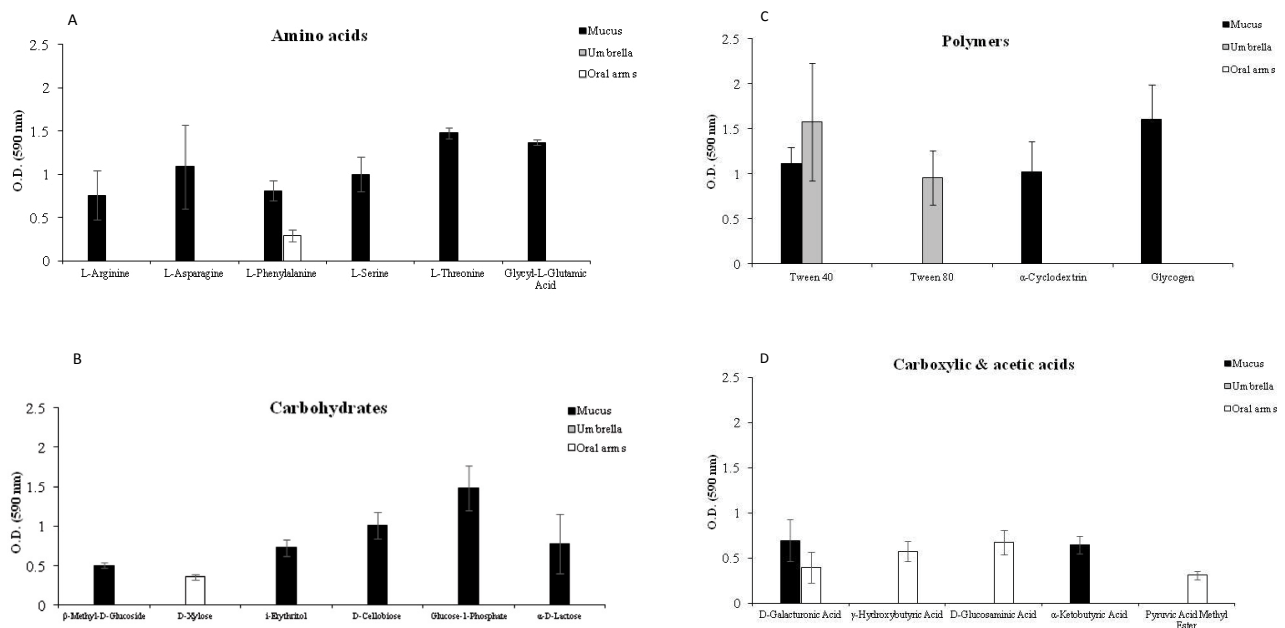 A
Amino acids
Mucus
Umbrella
Oral arms
2.5
2
1.5
1
0.5
0
O.D. (590 nm)
L-Arginine L-Asparagine L-Phenylalanine L-Serine L-Threonine Glycyl-L-Glutamic
Acid
B
Carbohydrates
Mucus
Umbrella
Oral arms
2.5
2
1.5
1
0.5
0
O.D. (590 nm)
β-Methyl-D-Glucoside D-Xylose i-Erythritol D-Cellobiose Glucose-1-Phosphate α-D-Lactose
C
Polymers
Mucus
Umbrella
Oral arms
2.5
2
1.5
1
0.5
0
O.D. (590 nm)
Tween 40 Tween 80 α-Cyclodextrin Glycogen
D
Carboxylic & acetic acids
Mucus
Umbrella
Oral arms
2.5
2
1.5
1
0.5
0
O.D. (590 nm)
D-Galacturonic Acid γ-Hydroxybutyric Acid D-Glucosaminic Acid α-Ketobutyric Acid Pyruvic Acid Methyl
Ester